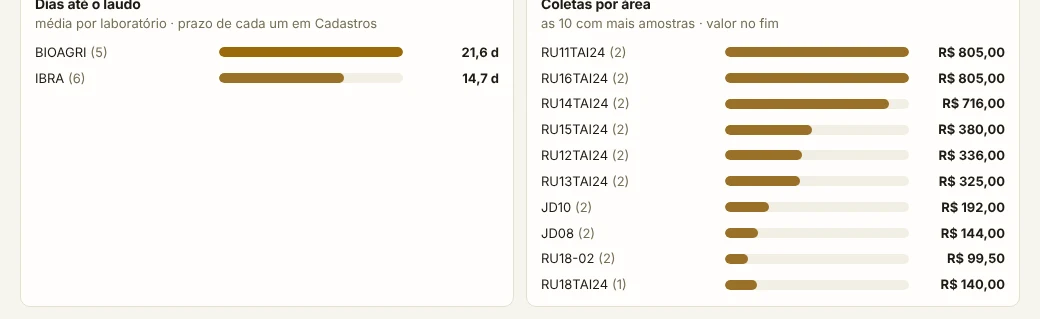 Dias até o laudo
média por laboratório · prazo de cada um em Cadastros
BIOAGRI (5) 21,6 d
IBRA (6) 14,7 d
Coletas por área
as 10 com mais amostras · valor no fim
RU11TAI24 (2) R$ 805,00
RU16TAI24 (2) R$ 805,00
RU14TAI24 (2) R$ 716,00
RU15TAI24 (2) R$ 380,00
RU12TAI24 (2) R$ 336,00
RU13TAI24 (2) R$ 325,00
JD10 (2) R$ 192,00
JD08 (2) R$ 144,00
RU18-02 (2) R$ 99,50
RU18TAI24 (1) R$ 140,00